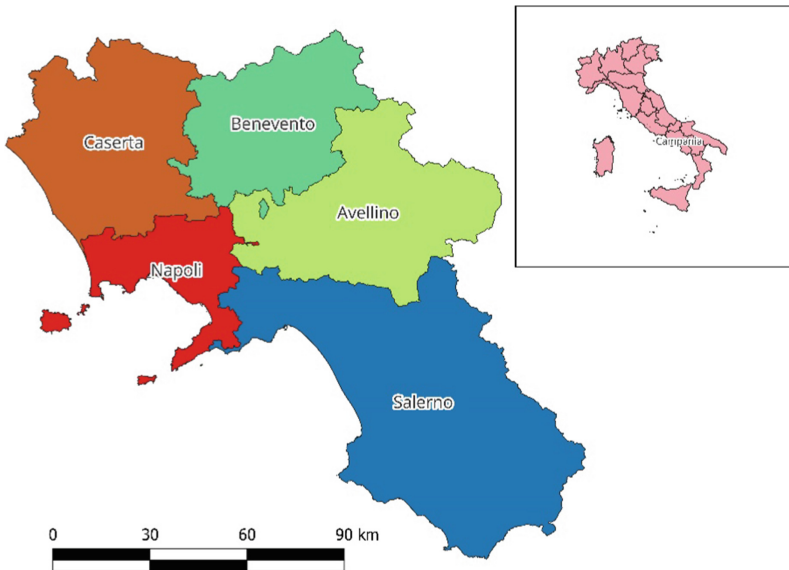 Caserta
Benevento
Campania
Avellino
Napoli
Salerno
0 30 60 90 km